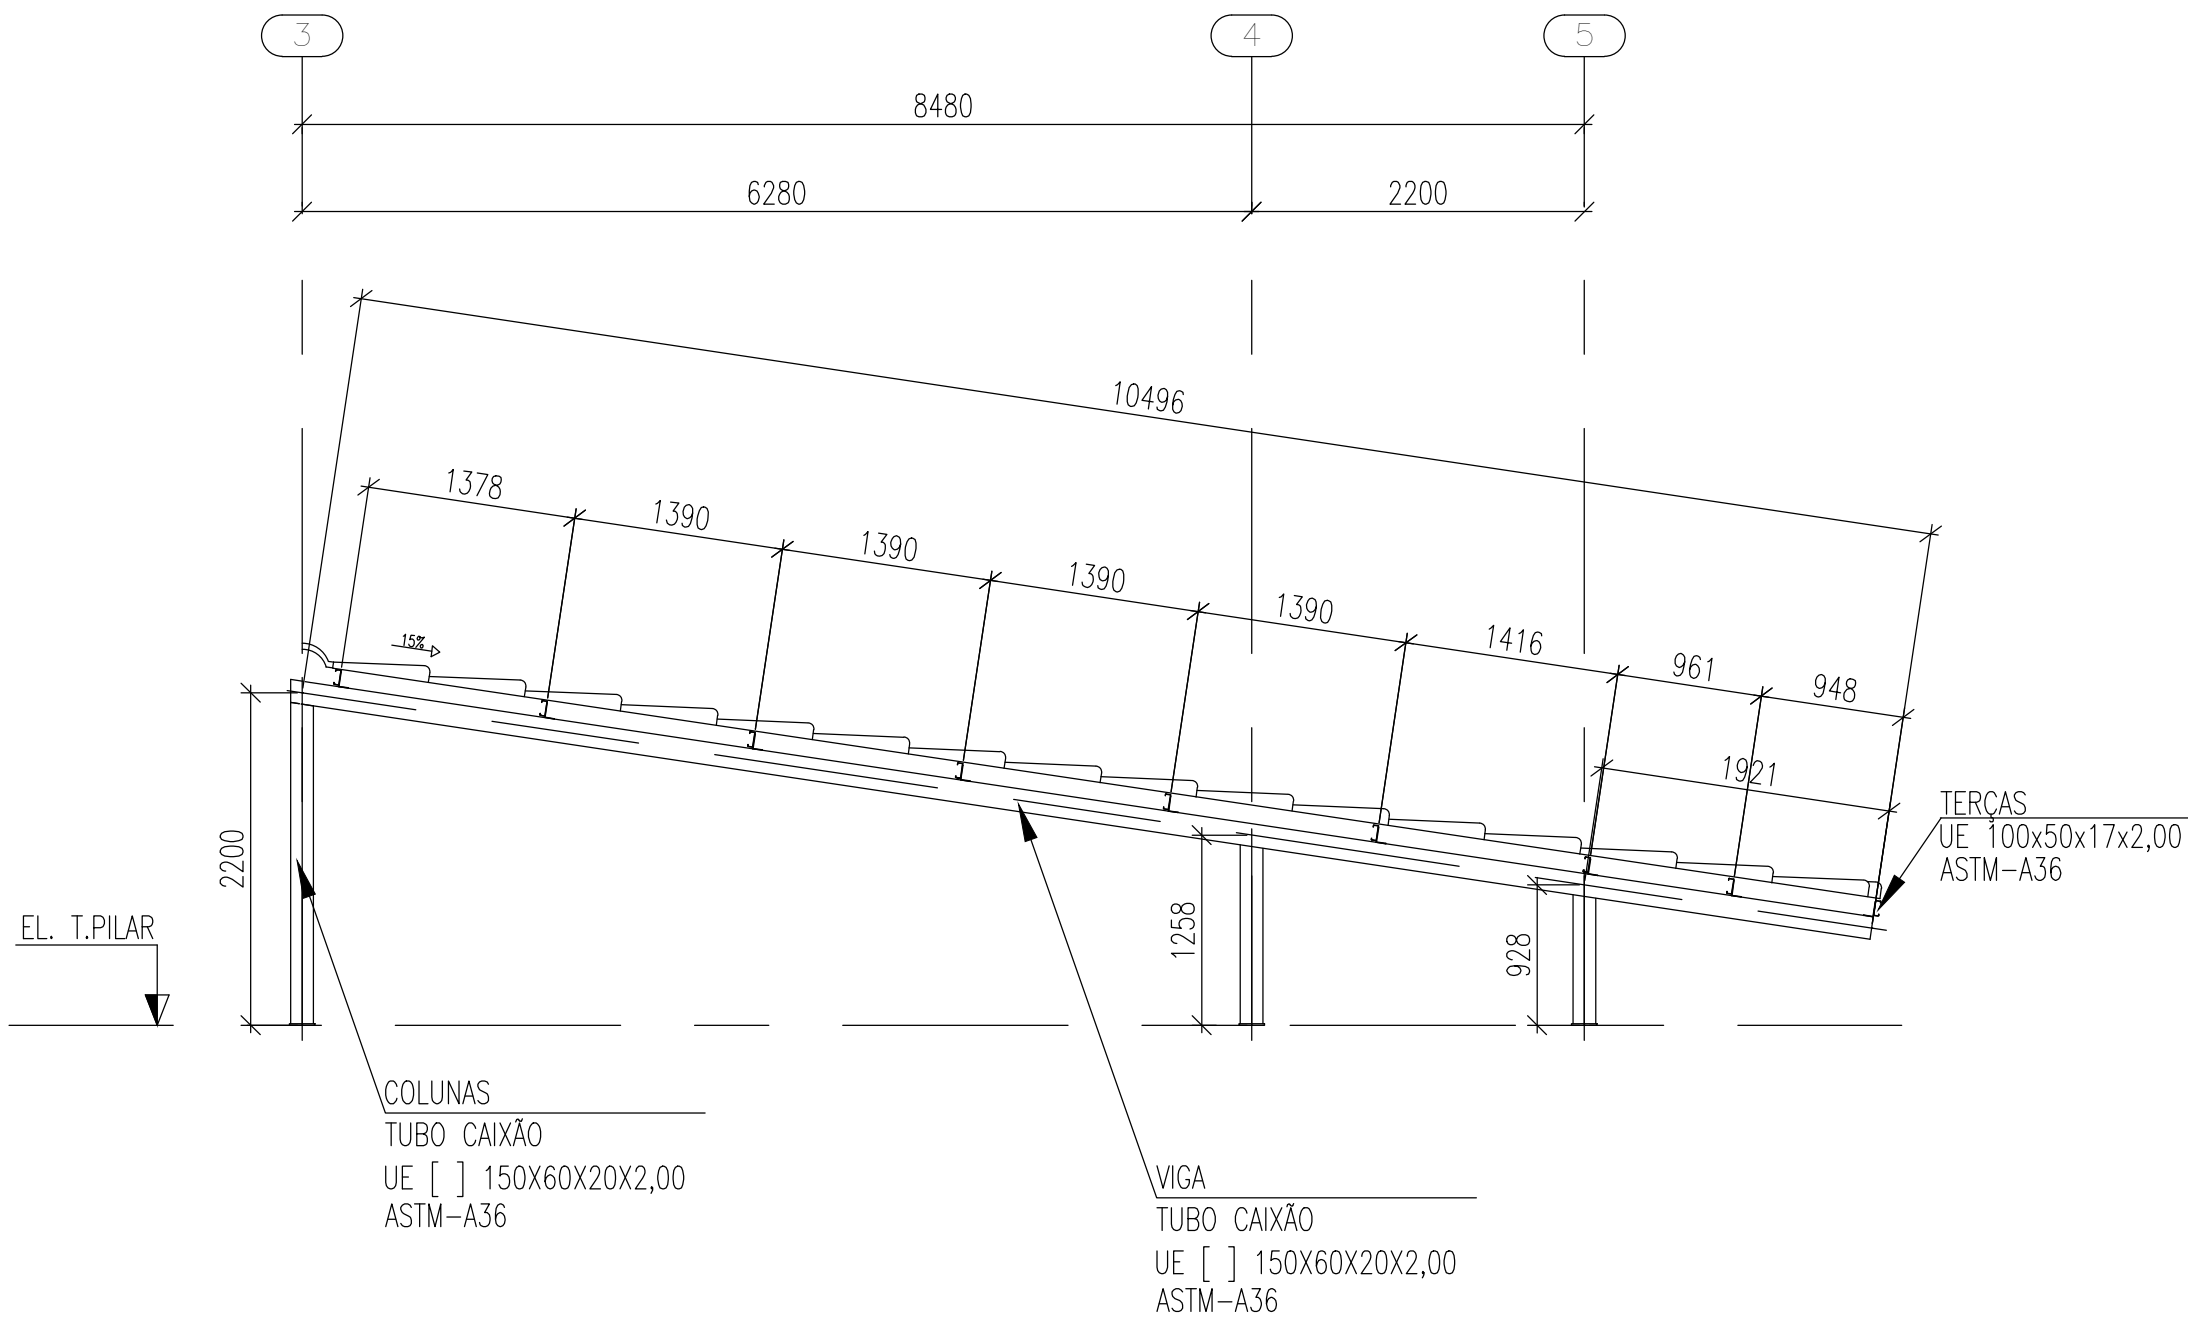 3
4
5
8480
6280
2200
10496
1378
1390
1390
1390
1390
1416
961
948
1921
15%
2200
1258
928
EL. T.PILAR
TERÇAS
UE 100x50x17x2,00
ASTM-A36
COLUNAS
TUBO CAIXÃO
UE [ ] 150X60X20X2,00
ASTM-A36
VIGA
TUBO CAIXÃO
UE [ ] 150X60X20X2,00
ASTM-A36